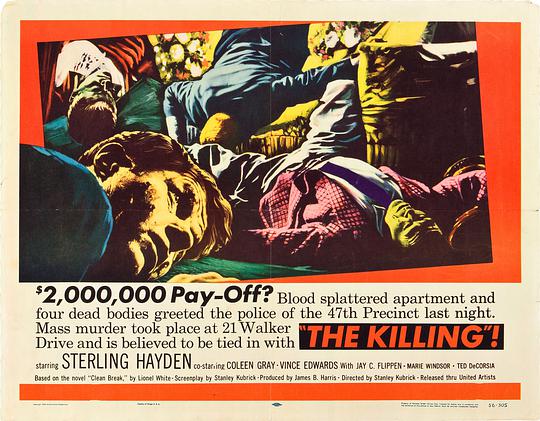 $2,000,000 Pay-Off? Blood splattered apartment and
four dead bodies greeted the police of the 47th Precinct last night.
Mass murder took place at 21 Walker
Drive and is believed to be tied in with "THE KILLING"!
starring STERLING HAYDEN co-starring COLEEN GRAY · VINCE EDWARDS With JAY C. FLIPPEN · MARIE WINDSOR · TED DeCORSIA
Based on the novel "Clean Break," by Lionel White · Screenplay by Stanley Kubrick · Produced by James B. Harris · Directed by Stanley Kubrick · Released thru United Artists
56-305